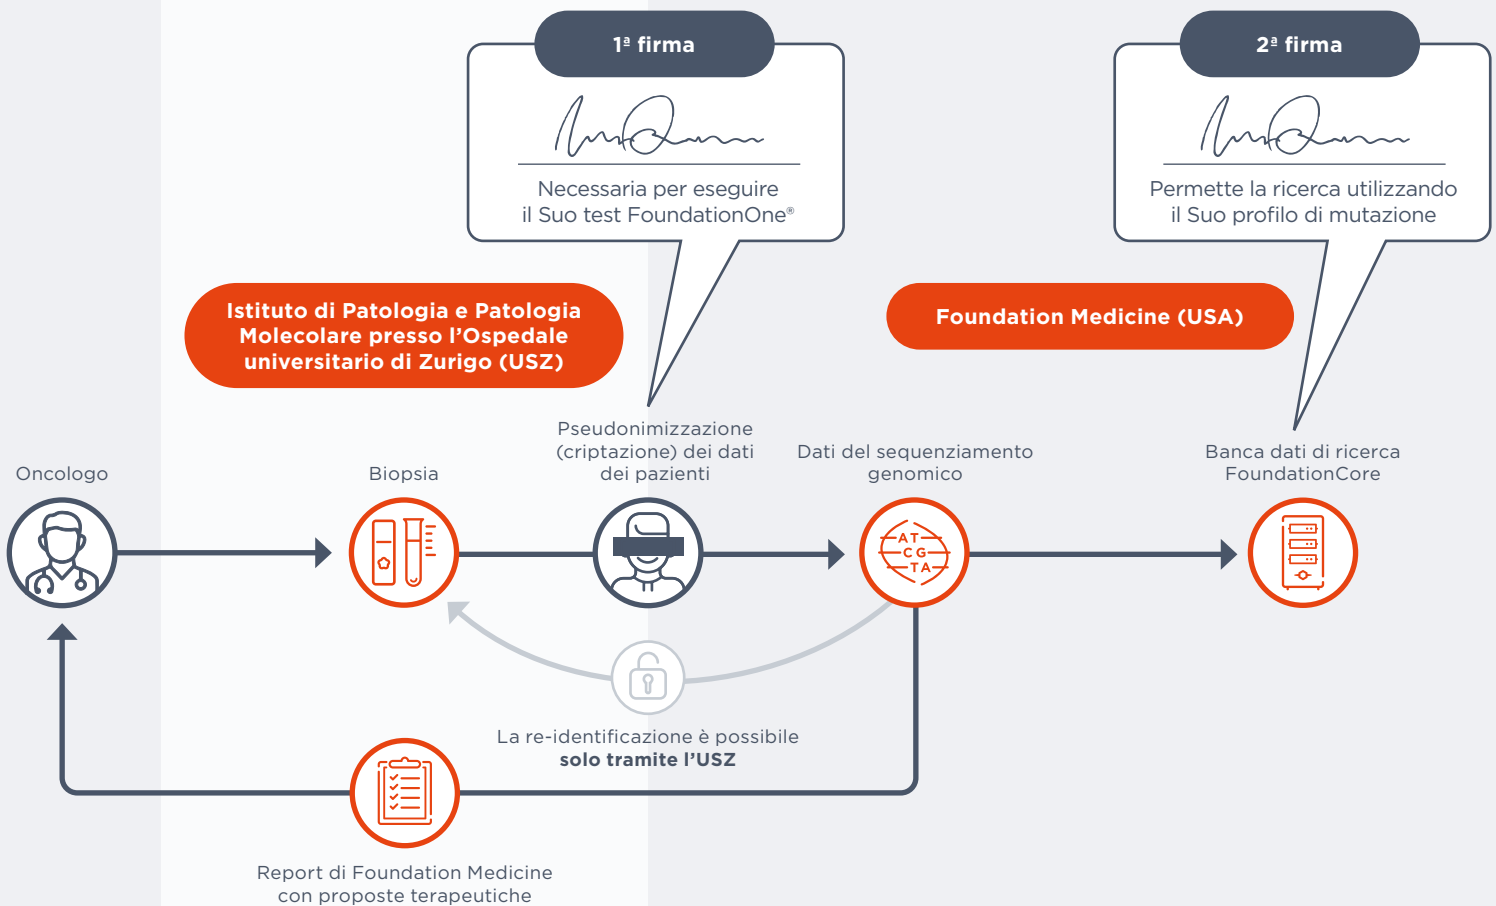 1ª firma
Necessaria per eseguire
il Suo test FoundationOne®
2ª firma
Permette la ricerca utilizzando
il Suo profilo di mutazione
Istituto di Patologia e Patologia
Molecolare presso l’Ospedale
universitario di Zurigo (USZ)
Foundation Medicine (USA)
Oncologo
Biopsia
Pseudonimizzazione
(criptazione) dei dati
dei pazienti
Dati del sequenziamento
genomico
Banca dati di ricerca
FoundationCore
AT
CG
TA
La re-identificazione è possibile
solo tramite l’USZ
Report di Foundation Medicine
con proposte terapeutiche